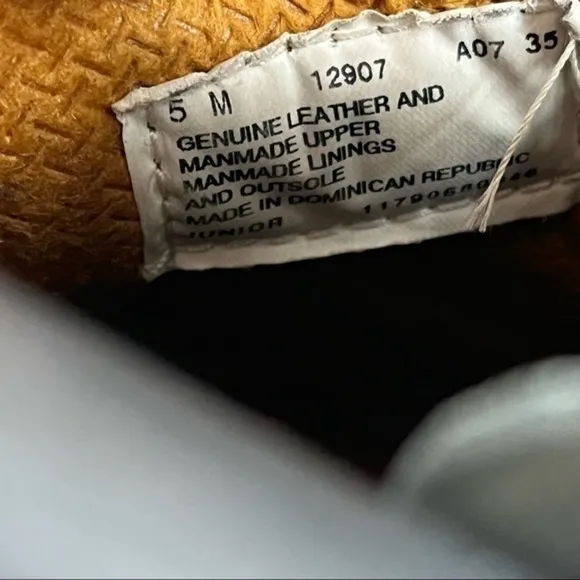 5 M 12907 A07 35
GENUINE LEATHER AND
MANMADE UPPER
MANMADE LININGS
AND OUTSOLE
MADE IN DOMINICAN REPUBLIC
JUNIOR